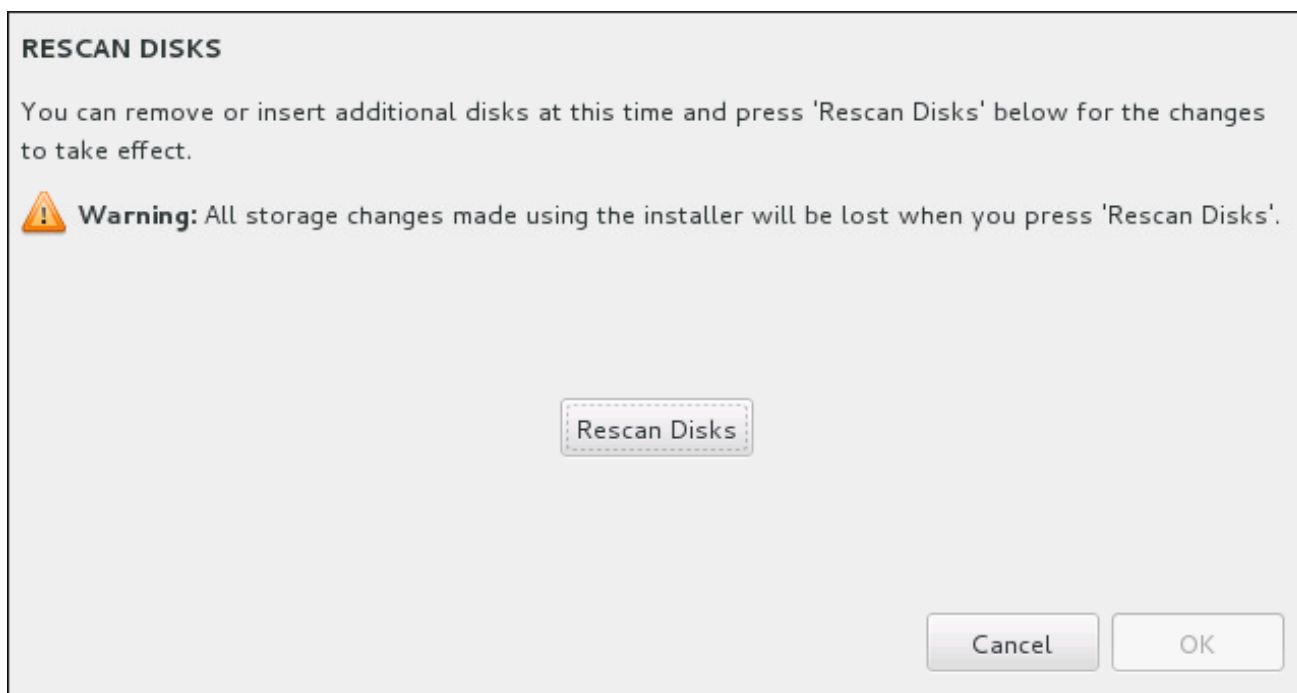 RESCAN DISKS
You can remove or insert additional disks at this time and press 'Rescan Disks' below for the changes
to take effect.
Warning: All storage changes made using the installer will be lost when you press 'Rescan Disks'.
Rescan Disks
Cancel
OK